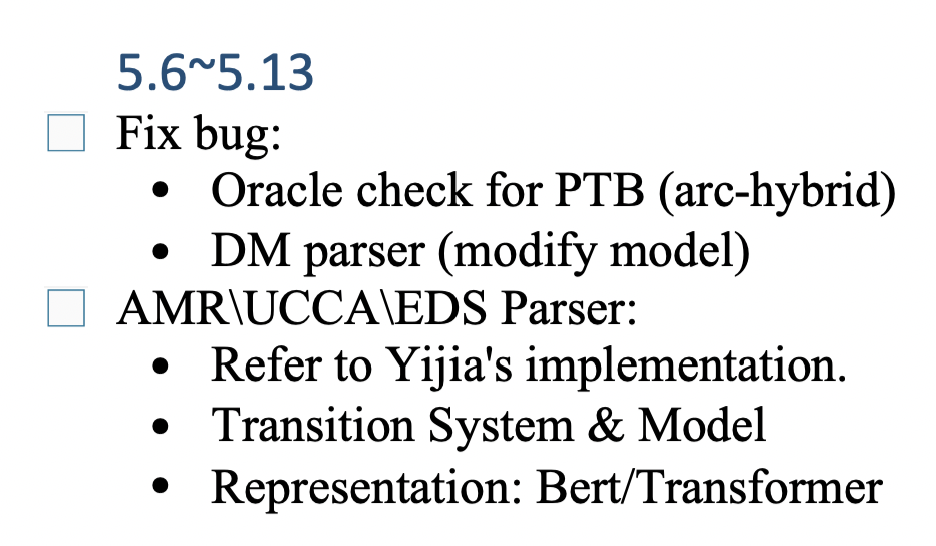 5.6~5.13
Fix bug:
• Oracle check for PTB (arc-hybrid)
• DM parser (modify model)
AMR\UCCA\EDS Parser:
• Refer to Yijia's implementation.
• Transition System & Model
• Representation: Bert/Transformer